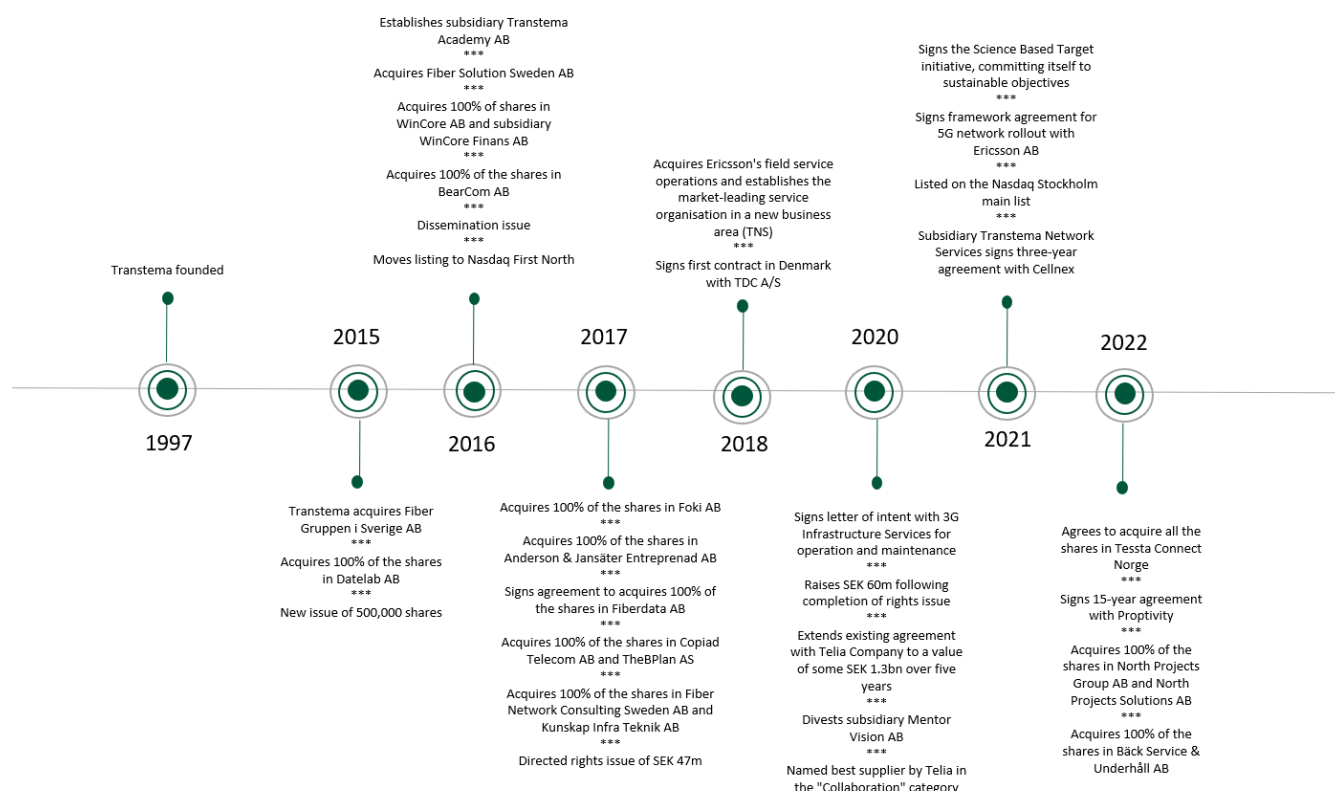 Transtema founded
1997
2015
Transtema acquires Fiber
Gruppen i Sverige AB
***
Acquires 100% of the shares
in Datelab AB
***
New issue of 500,000 shares
Establishes subsidiary Transtema
Academy AB
***
Acquires Fiber Solution Sweden AB
***
Acquires 100% of shares in
WinCore AB and subsidiary
WinCore Finans AB
***
Acquires 100% of the shares in
BearCom AB
***
Dissemination issue
***
Moves listing to Nasdaq First North
2016
2017
Acquires 100% of the shares in Foki AB
***
Acquires 100% of the shares in
Anderson & Jansäter Entreprenad AB
***
Signs agreement to acquires 100% of
the shares in Fiberdata AB
***
Acquires 100% of the shares in Copiad
Telecom AB and TheBPlan AS
***
Acquires 100% of the shares in Fiber
Network Consulting Sweden AB and
Kunskap Infra Teknik AB
***
Directed rights issue of SEK 47m
Acquires Ericsson's field service
operations and establishes the
market-leading service
organisation in a new business
area (TNS)
***
Signs first contract in Denmark
with TDC A/S
2018
2020
Signs letter of intent with 3G
Infrastructure Services for
operation and maintenance
***
Raises SEK 60m following
completion of rights issue
***
Extends existing agreement
with Telia Company to a value
of some SEK 1.3bn over five
years
***
Divests subsidiary Mentor
Vision AB
***
Named best supplier by Telia in
the "Collaboration" category
Signs the Science Based Target
initiative, committing itself to
sustainable objectives
***
Signs framework agreement for
5G network rollout with
Ericsson AB
***
Listed on the Nasdaq Stockholm
main list
***
Subsidiary Transtema Network
Services signs three-year
agreement with Cellnex
2021
2022
Agrees to acquire all the
shares in Tessta Connect
Norge
***
Signs 15-year agreement
with Proptivity
***
Acquires 100% of the
shares in North Projects
Group AB and North
Projects Solutions AB
***
Acquires 100% of the
shares in Bäck Service &
Underhåll AB